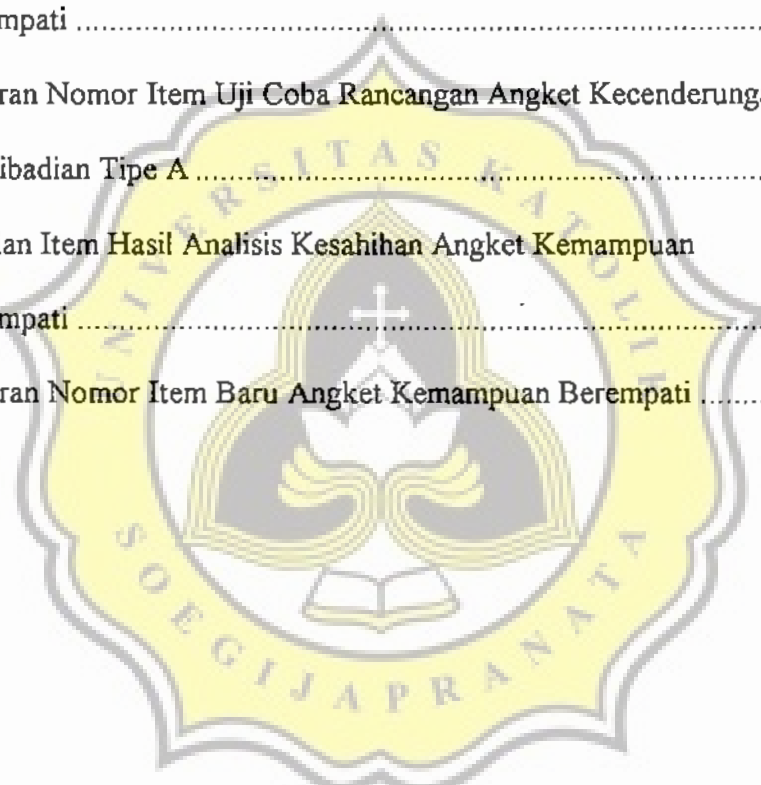 mpati ........................................................................
ran Nomor Item Uji Coba Rancangan Angket Kecenderung
ibadian Tipe A ........................................................
an Item Hasil Analisis Kesahihan Angket Kemampuan
mpati ........................................................................
ran Nomor Item Baru Angket Kemampuan Berempati ........
UNIVERSITAS KATOLIK
SOEGIJAPRANATA